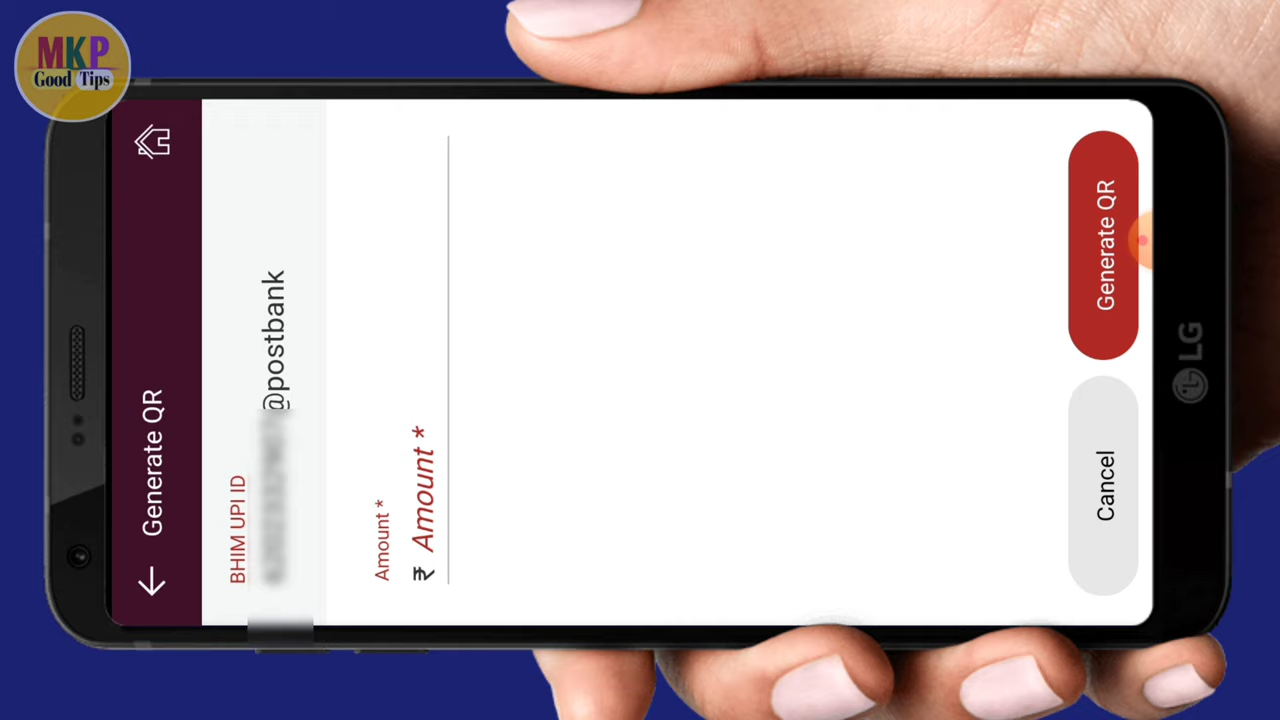 MKP
Good Tips
Generate QR
BHIM UPI ID
@postbank
Amount *
₹ Amount *
Cancel
Generate QR
LG